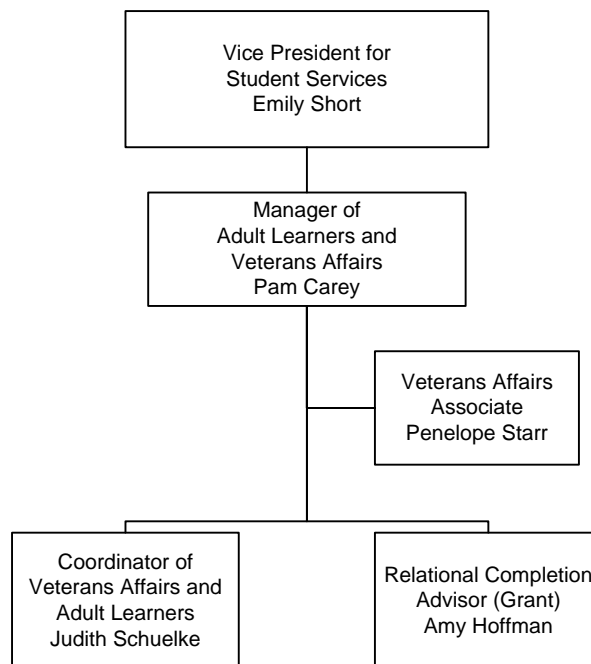 Vice President for
Student Services
Emily Short
Manager of
Adult Learners and
Veterans Affairs
Pam Carey
Veterans Affairs
Associate
Penelope Starr
Coordinator of
Veterans Affairs and
Adult Learners
Judith Schuelke
Relational Completion
Advisor (Grant)
Amy Hoffman